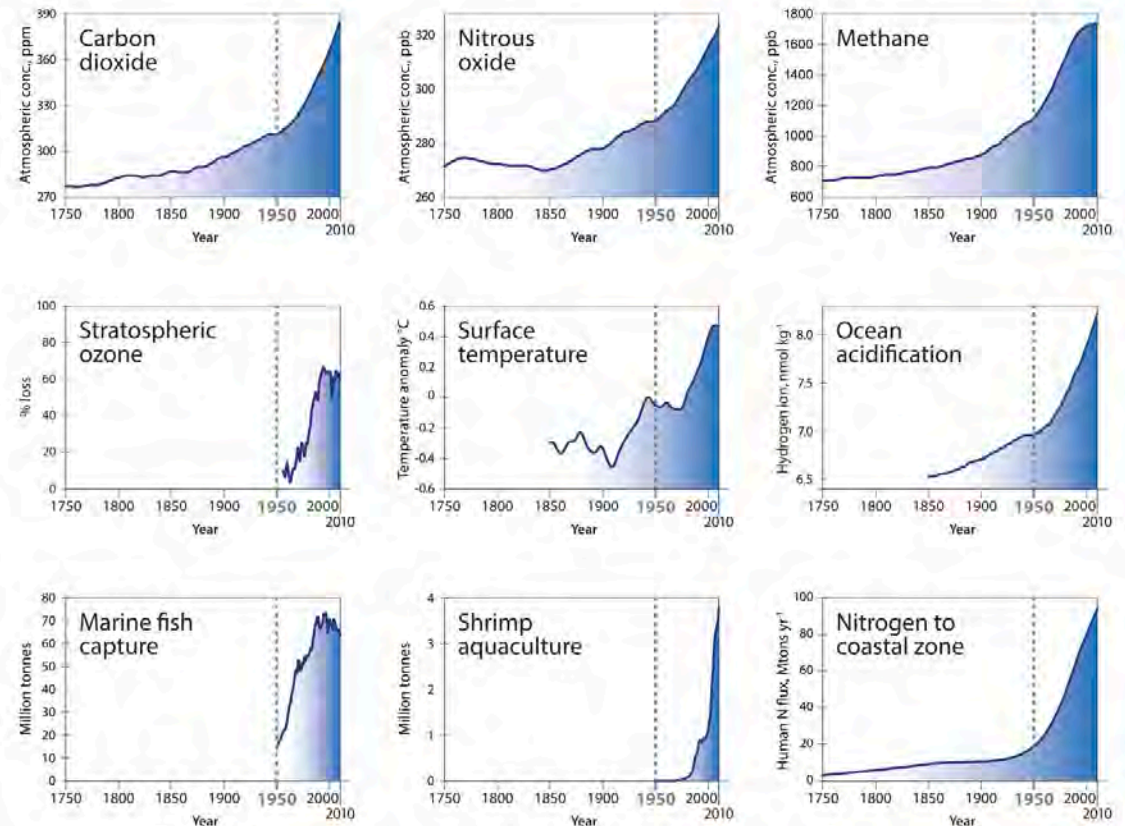 Atmospheric conc., ppm
390
360
330
300
270
Carbon
dioxide
1750 1800 1850 1900 1950 2000
2010
Year
Atmospheric conc., ppb
320
300
280
260
Nitrous
oxide
1750 1800 1850 1900 1950 2000
2010
Year
Atmospheric conc., ppb
1800
1600
1400
1200
1000
800
600
Methane
1750 1800 1850 1900 1950 2000
2010
Year
% loss
100
80
60
40
20
0
Stratospheric
ozone
1750 1800 1850 1900 1950 2000
2010
Year
Temperature anomaly °C
0.6
0.4
0.2
0
-0.2
-0.4
-0.6
Surface
temperature
1750 1800 1850 1900 1950 2000
2010
Year
Hydrogen ion, nmol kg⁻¹
8.0
7.5
7.0
6.5
Ocean
acidification
1750 1800 1850 1900 1950 2000
2010
Year
Million tonnes
80
70
60
50
40
30
20
10
0
Marine fish
capture
1750 1800 1850 1900 1950 2000
2010
Year
Million tonnes
4
3
2
1
0
Shrimp
aquaculture
1750 1800 1850 1900 1950 2000
2010
Year
Human N flux, Mtons yr⁻¹
100
80
60
40
20
0
Nitrogen to
coastal zone
1750 1800 1850 1900 1950 2000
2010
Year